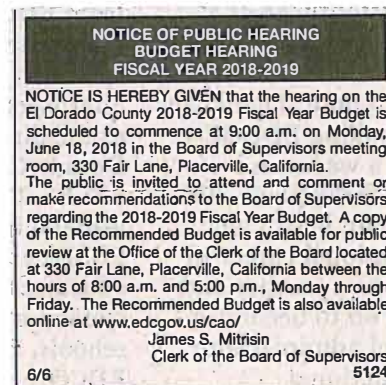 NOTICE OF PUBLIC HEARING
BUDGET HEARING
FISCAL YEAR 2018-2019
NOTICE IS HEREBY GIVEN that the hearing on the
El Dorado County 2018-2019 Fiscal Year Budget is
scheduled to commence at 9:00 a.m. on Monday,
June 18, 2018 in the Board of Supervisors meeting
room, 330 Fair Lane, Placerville, California.
The public is invited to attend and comment or
make recommendations to the Board of Supervisors
regarding the 2018-2019 Fiscal Year Budget. A copy
of the Recommended Budget is available for public
review at the Office of the Clerk of the Board located
at 330 Fair Lane, Placerville, California between the
hours of 8:00 a.m. and 5:00 p.m., Monday through
Friday. The Recommended Budget is also available
online at www.edcgov.us/cao/
James S. Mitrisin
Clerk of the Board of Supervisors
6/6 5124